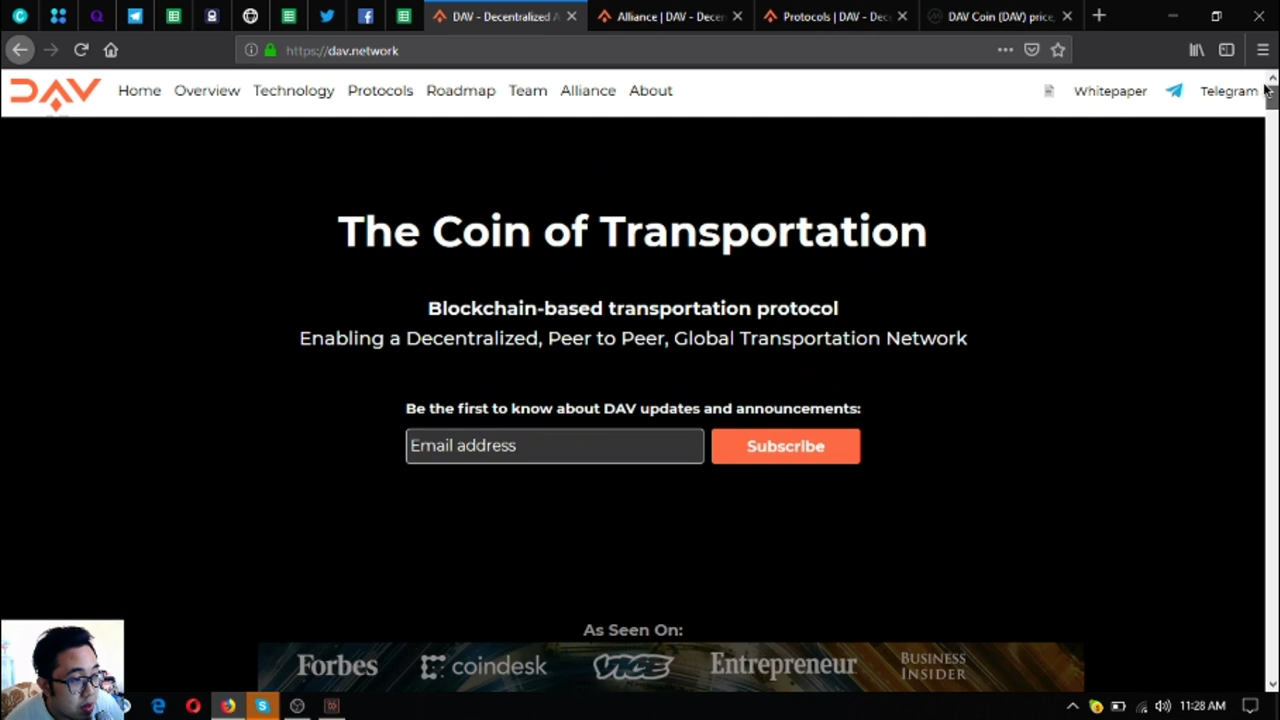 DAV - Decentralized A
Alliance | DAV - Decen
Protocols | DAV - Dec
DAV Coin (DAV) price,
https://dav.network
DAV
Home
Overview
Technology
Protocols
Roadmap
Team
Alliance
About
Whitepaper
Telegram
The Coin of Transportation
Blockchain-based transportation protocol
Enabling a Decentralized, Peer to Peer, Global Transportation Network
Be the first to know about DAV updates and announcements:
Email address
Subscribe
As Seen On:
Forbes
coindesk
VICE
Entrepreneur
BUSINESS
INSIDER
11:28 AM